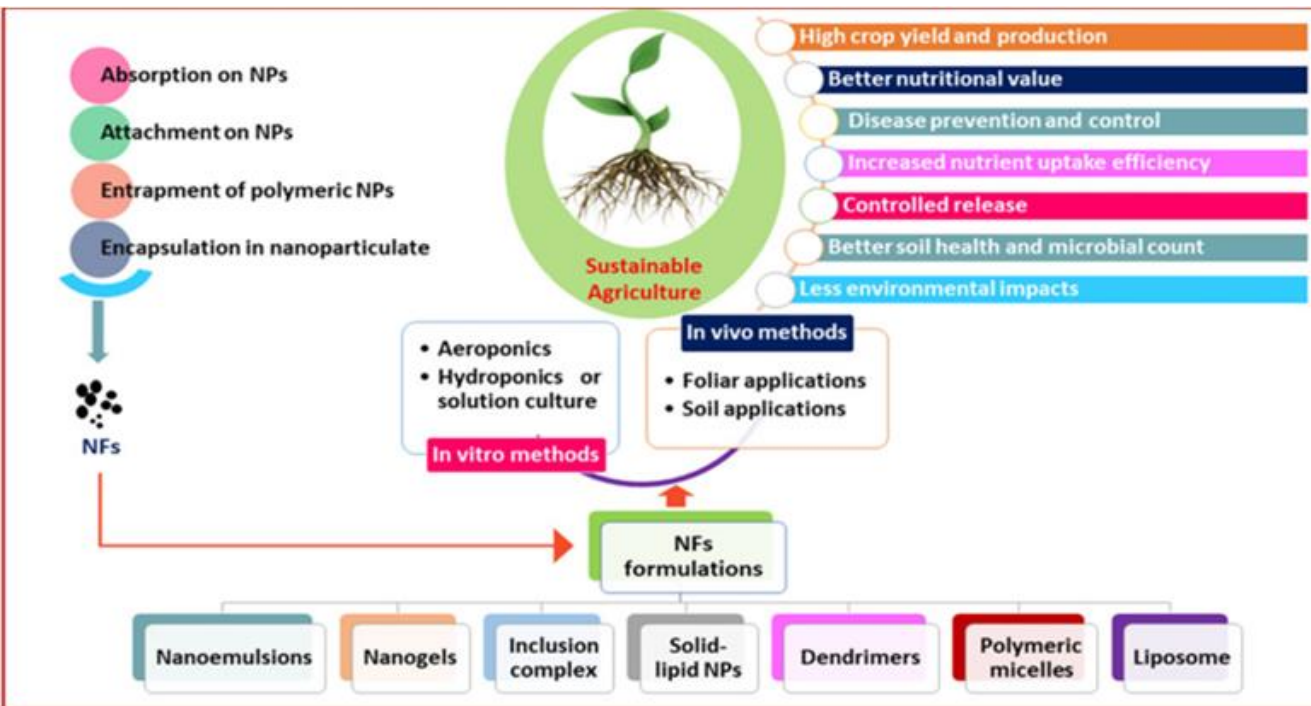 Absorption on NPs
Attachment on NPs
Entrapment of polymeric NPs
Encapsulation in nanoparticulate
NFs
Sustainable
Agriculture
High crop yield and production
Better nutritional value
Disease prevention and control
Increased nutrient uptake efficiency
Controlled release
Better soil health and microbial count
Less environmental impacts
• Aeroponics
• Hydroponics or
solution culture
In vitro methods
In vivo methods
• Foliar applications
• Soil applications
NFs
formulations
Nanoemulsions
Nanogels
Inclusion
complex
Solid-
lipid NPs
Dendrimers
Polymeric
micelles
Liposome